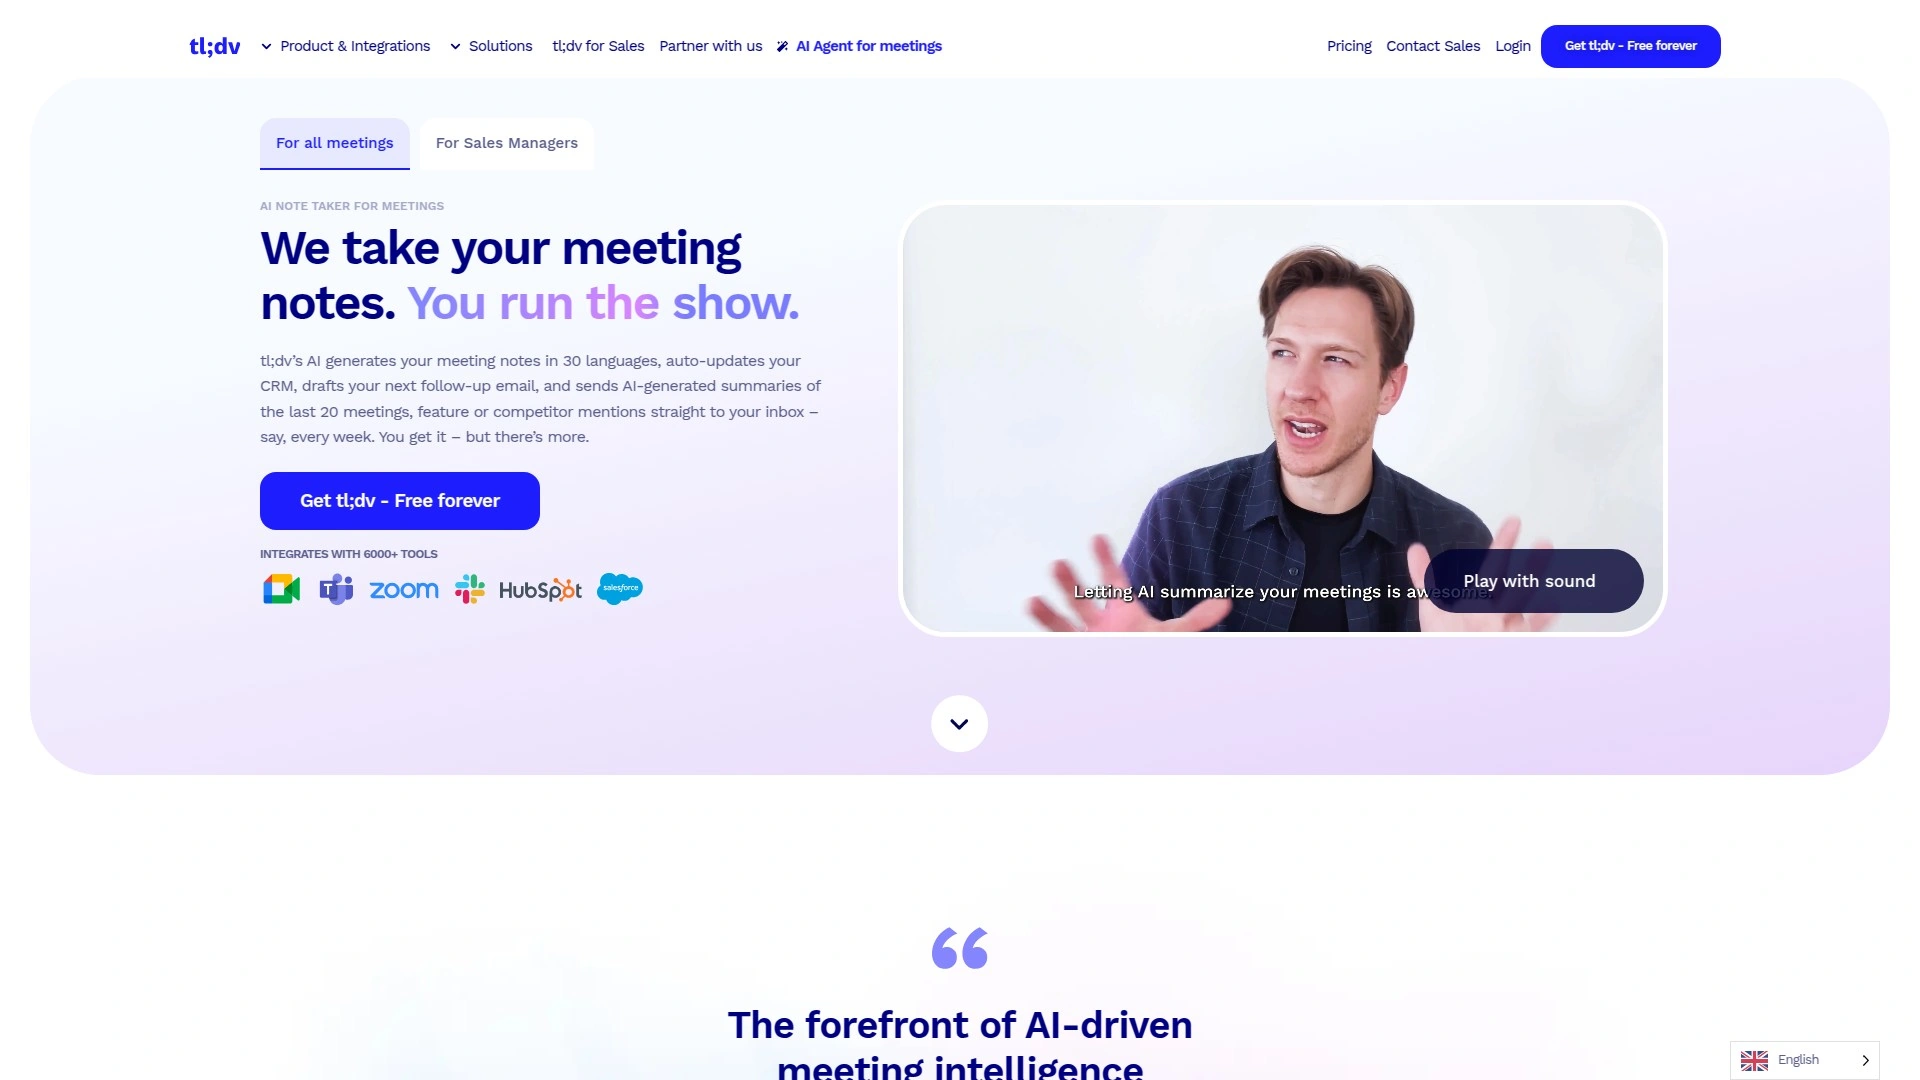 tl;dv
Product & Integrations
Solutions
tl;dv for Sales
Partner with us
AI Agent for meetings
Pricing
Contact Sales
Login
Get tl;dv - Free forever
For all meetings
For Sales Managers
AI NOTE TAKER FOR MEETINGS
We take your meeting
notes. You run the show.
tl;dv’s AI generates your meeting notes in 30 languages, auto-updates your
CRM, drafts your next follow-up email, and sends AI-generated summaries of
the last 20 meetings, feature or competitor mentions straight to your inbox –
say, every week. You get it – but there’s more.
Get tl;dv - Free forever
INTEGRATES WITH 6000+ TOOLS
T
zoom
HubSpot
salesforce
Letting AI summarize your meetings is awesome.
Play with sound
“
The forefront of AI-driven
meeting intelligence
English